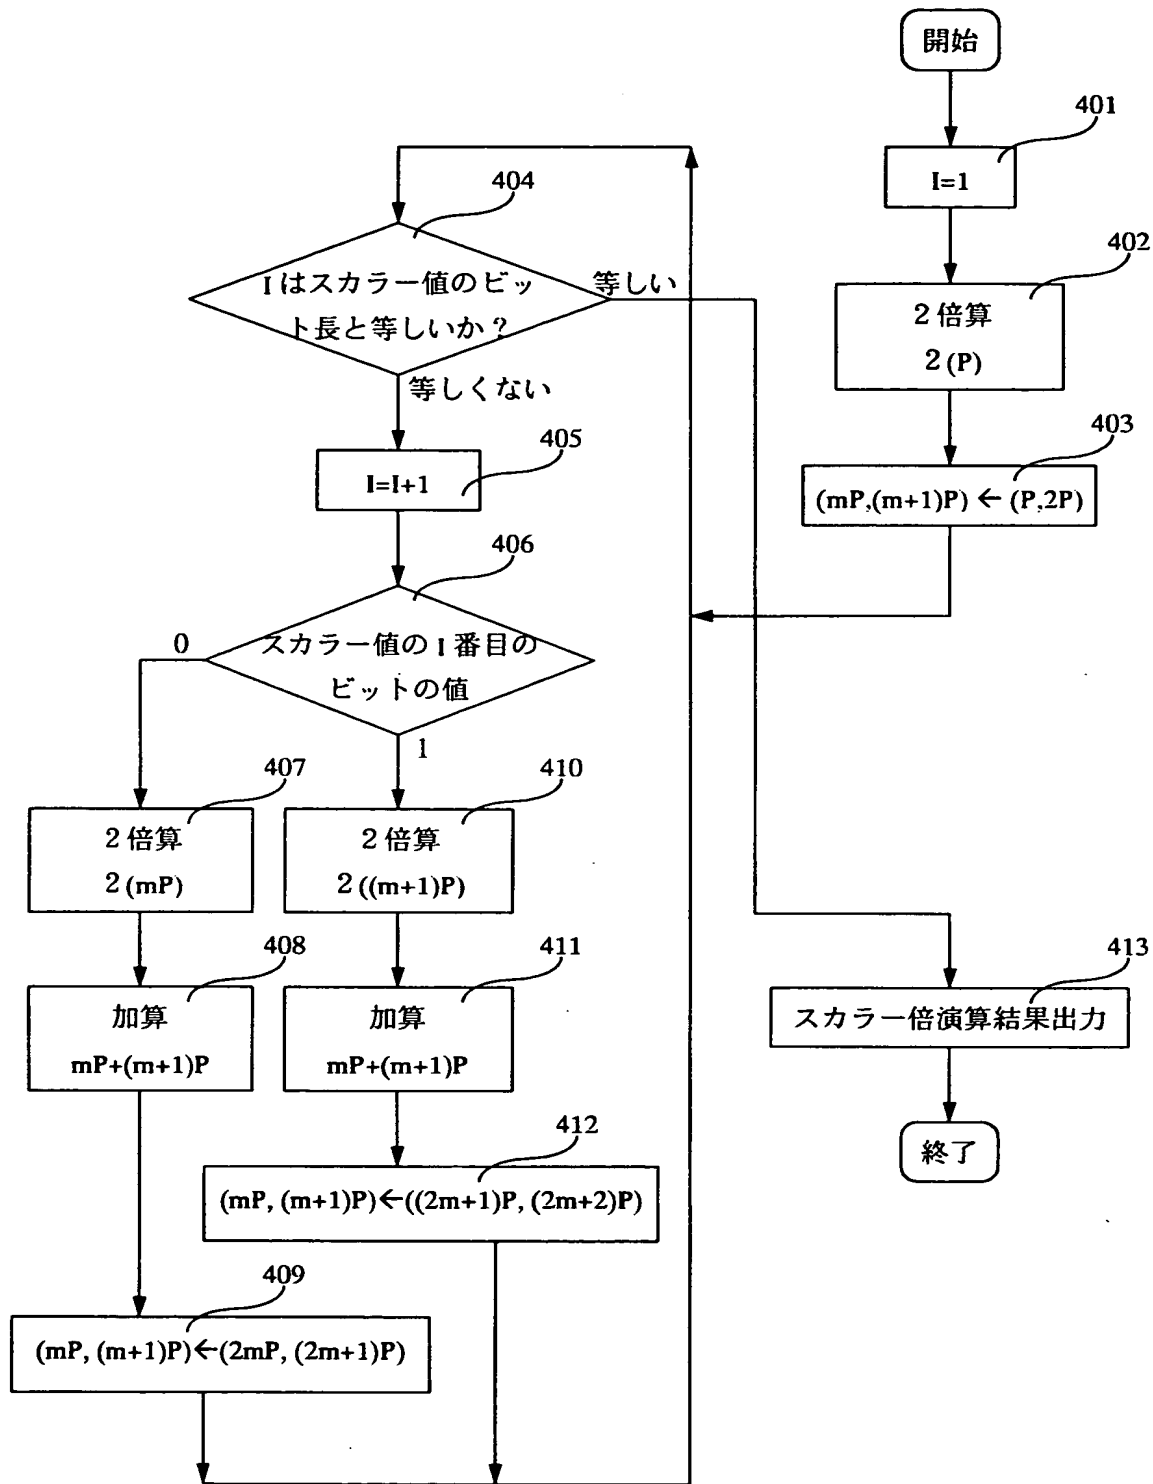 開始
401
I=1
402
2倍算
2(P)
403
(mP,(m+1)P) ← (P,2P)
404
Iはスカラー値のビッ
ト長と等しいか?
等しい
等しくない
405
I=I+1
406
スカラー値のI番目の
ビットの値
0
1
407
2倍算
2(mP)
408
加算
mP+(m+1)P
409
(mP, (m+1)P)←(2mP, (2m+1)P)
410
2倍算
2((m+1)P)
411
加算
mP+(m+1)P
412
(mP, (m+1)P)←((2m+1)P, (2m+2)P)
413
スカラー倍演算結果出力
終了